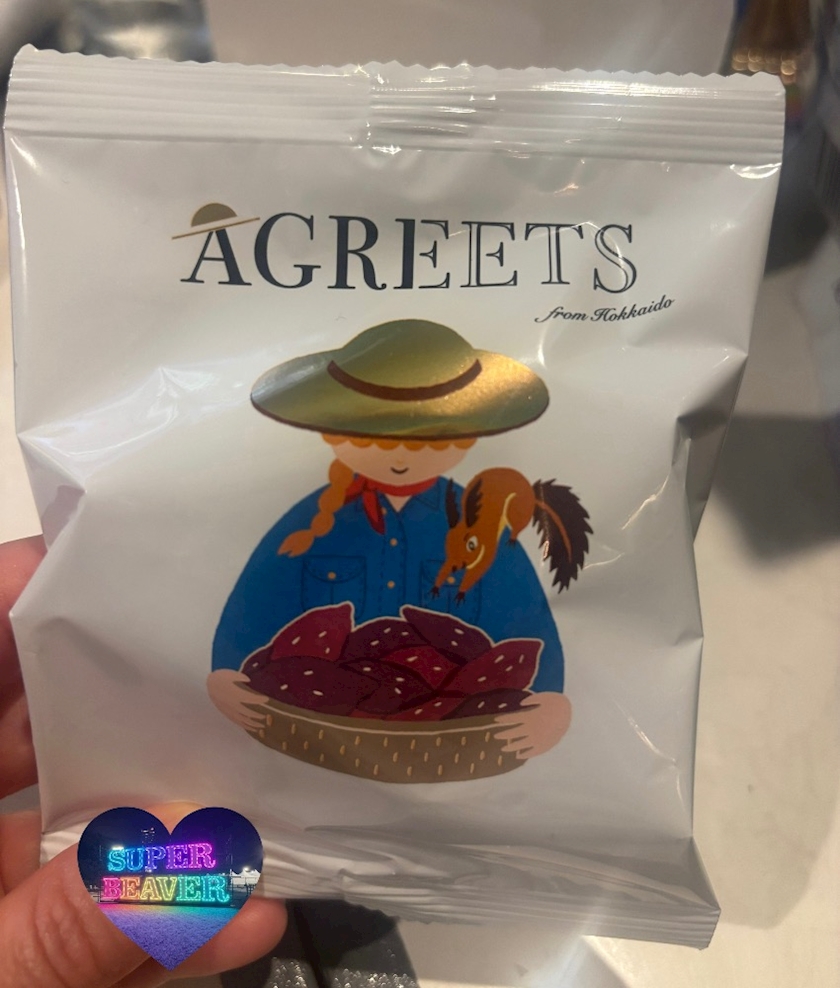 AGREETS
from Hokkaido
SUPER
BEAVER